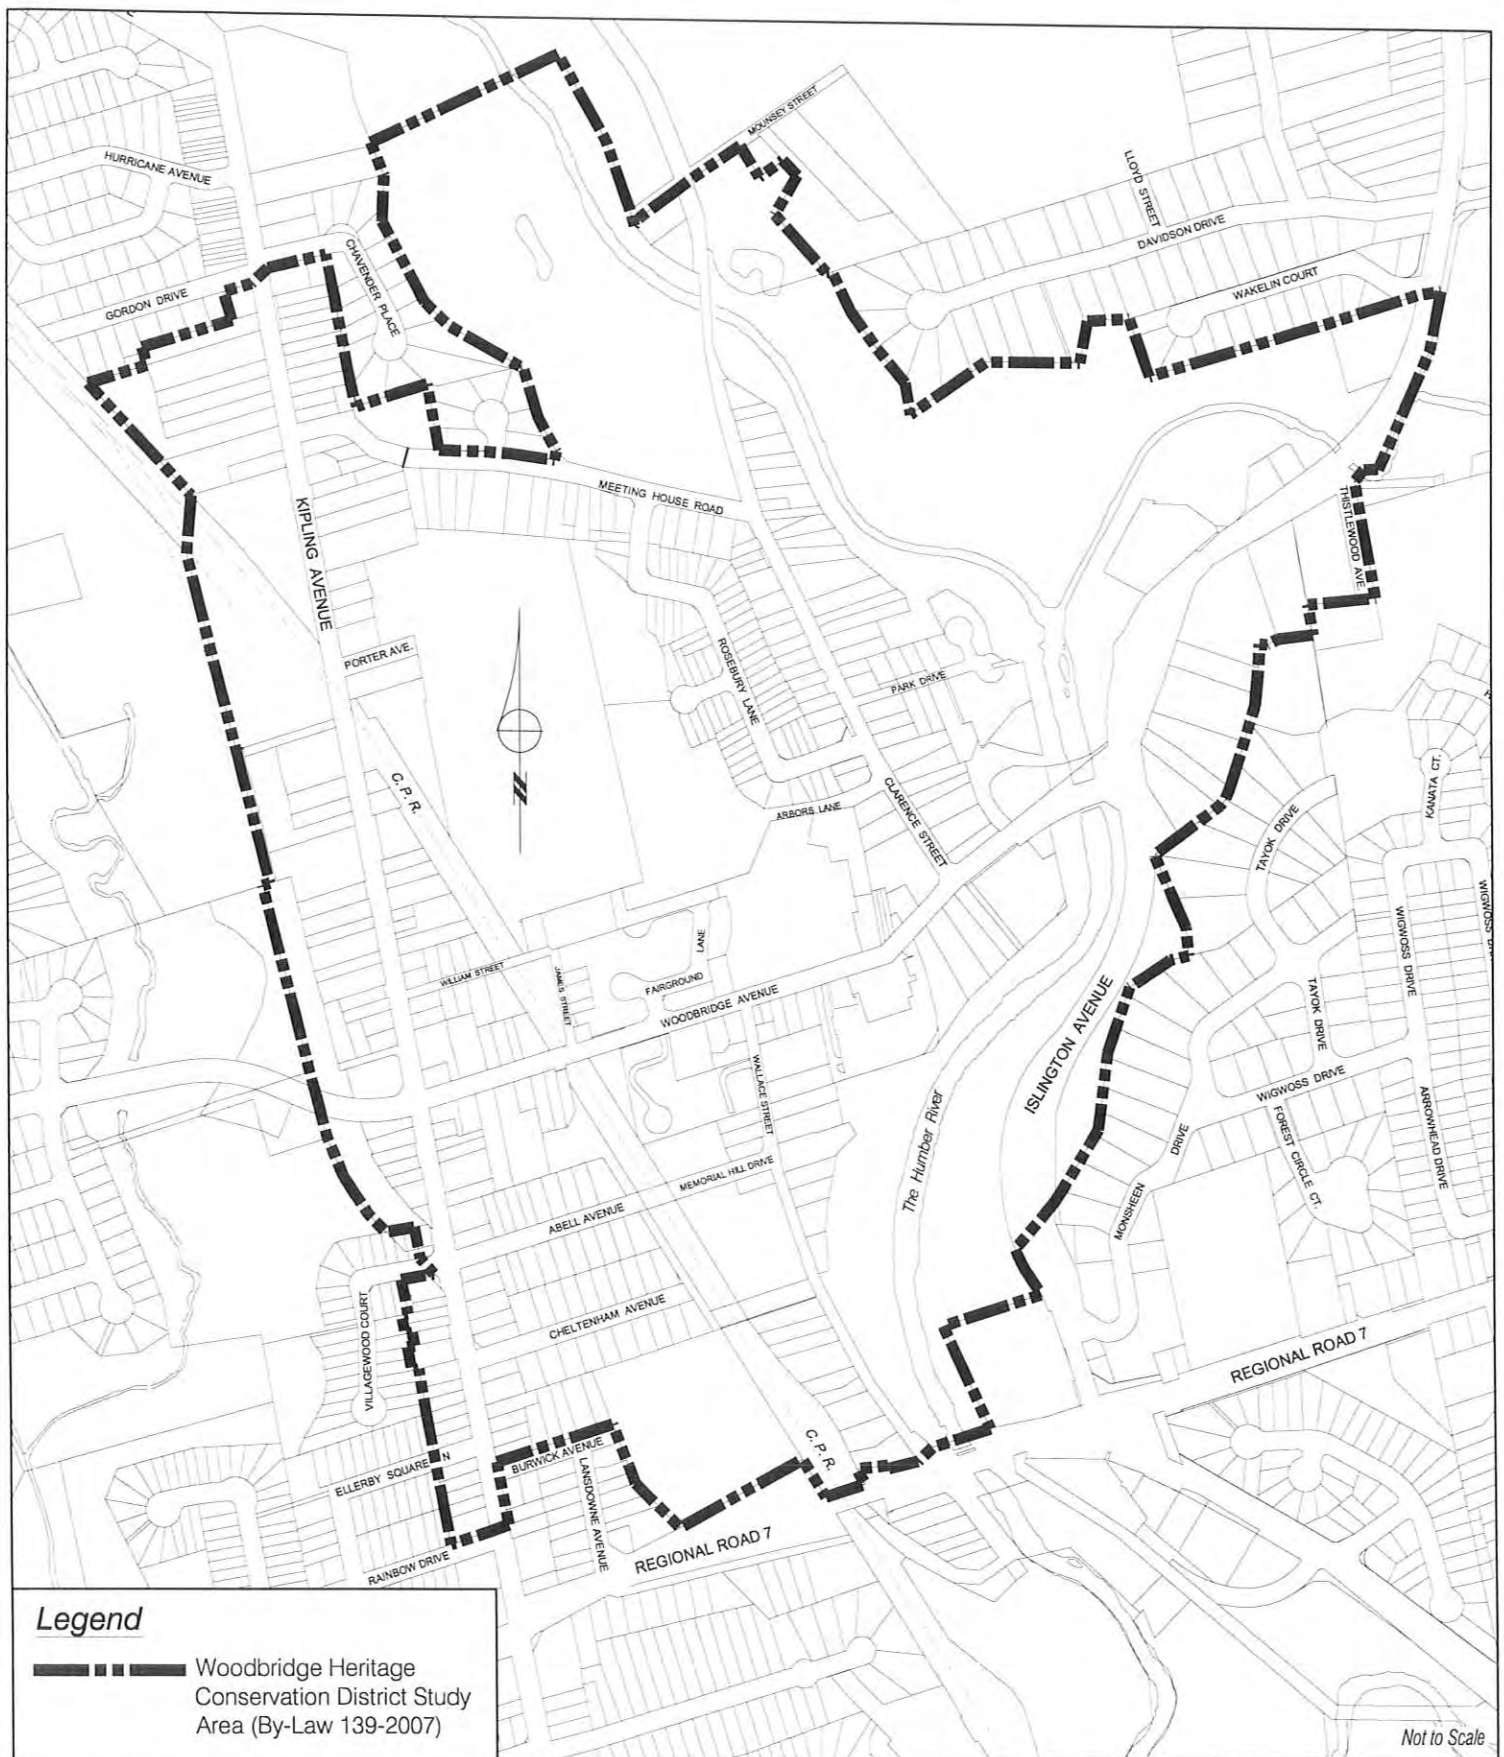 MOUNSEY STREET
HURRICANE AVENUE
LLOYD STREET
DAVIDSON DRIVE
CHAVENDER PLACE
WAKELIN COURT
GORDON DRIVE
MEETING HOUSE ROAD
KIPLING AVENUE
THISTLEWOOD AVE.
PORTER AVE.
ROSEBURY LANE
PARK DRIVE
C.P.R.
N
ARBORS LANE
CLARENCE STREET
TAYOK DRIVE
KANATA CT.
WIGWOSS DRIVE
WILLIAM STREET
JAMES STREET
FAIRGROUND
LANE
WOODBRIDGE AVENUE
ISLINGTON AVENUE
TAYOK DRIVE
WALLACE STREET
WIGWOSS DRIVE
The Humber River
MEMORIAL HILL DRIVE
ABELL AVENUE
MONSHEEN
DRIVE
FOREST CIRCLE CT.
ARROWHEAD DRIVE
CHELTENHAM AVENUE
VILLAGEWOOD COURT
REGIONAL ROAD 7
C.P.R.
BURWICK AVENUE
ELLERBY SQUARE N
LANSDOWNE AVENUE
RAINBOW DRIVE
REGIONAL ROAD 7
Legend
Woodbridge Heritage
Conservation District Study
Area (By-Law 139-2007)
Not to Scale